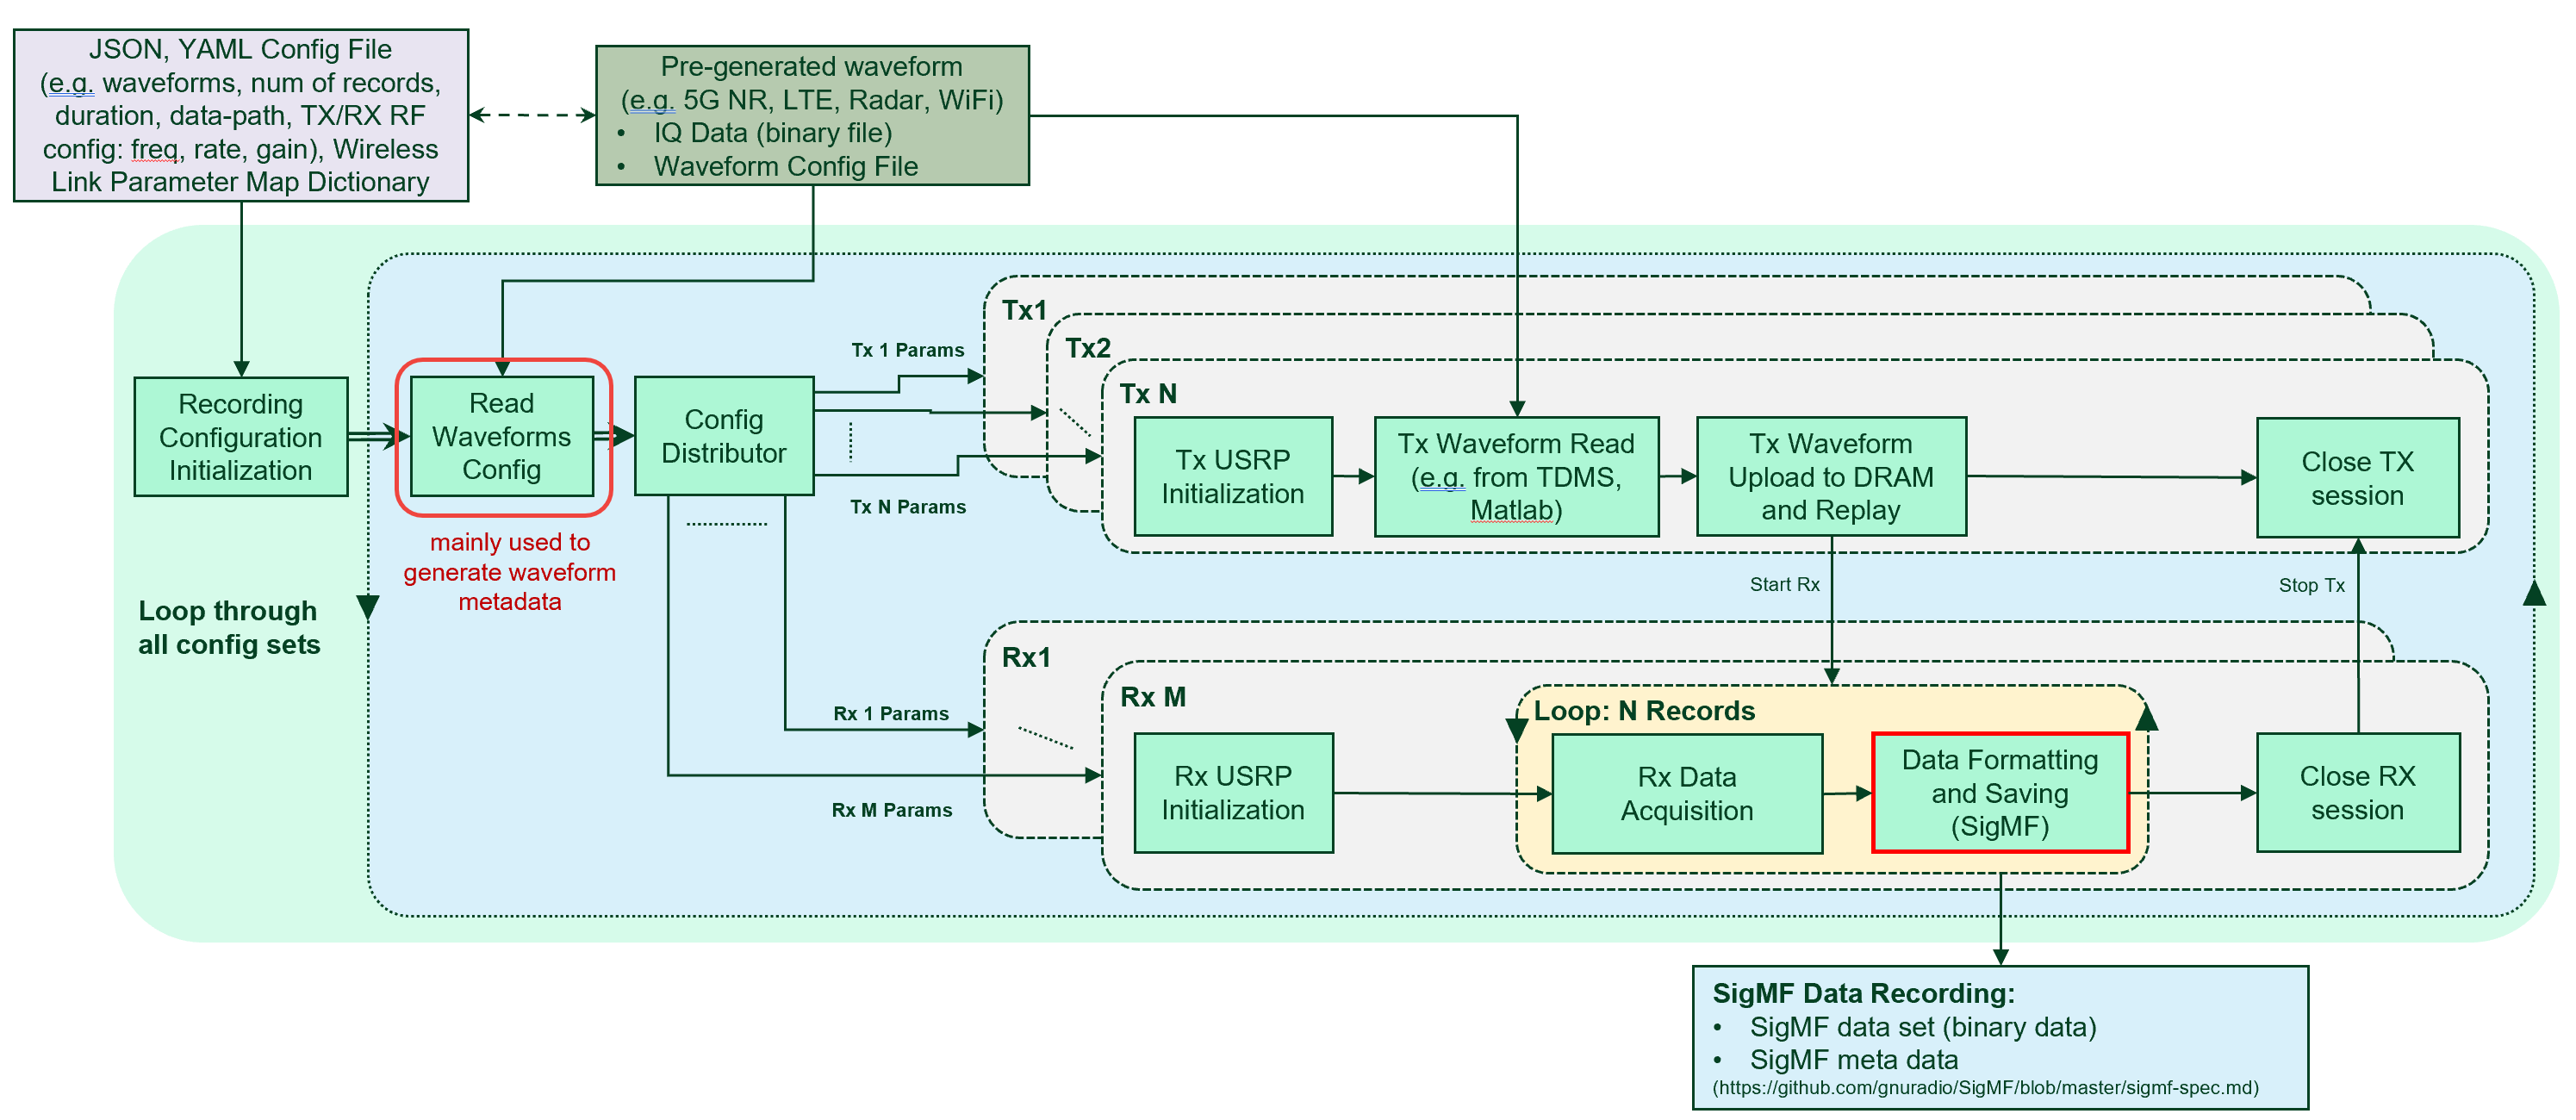 JSON, YAML Config File
(e.g. waveforms, num of records,
duration, data-path, TX/RX RF
config: freq, rate, gain), Wireless
Link Parameter Map Dictionary
Pre-generated waveform
(e.g. 5G NR, LTE, Radar, WiFi)
• IQ Data (binary file)
• Waveform Config File
Recording
Configuration
Initialization
Read
Waveforms
Config
mainly used to
generate waveform
metadata
Config
Distributor
Loop through
all config sets
Tx 1 Params
Tx N Params
Rx 1 Params
Rx M Params
Tx1
Tx2
Tx N
Tx USRP
Initialization
Tx Waveform Read
(e.g. from TDMS,
Matlab)
Tx Waveform
Upload to DRAM
and Replay
Close TX
session
Start Rx
Stop Tx
Rx1
Rx M
Rx USRP
Initialization
Loop: N Records
Rx Data
Acquisition
Data Formatting
and Saving
(SigMF)
Close RX
session
SigMF Data Recording:
• SigMF data set (binary data)
• SigMF meta data
(https://github.com/gnuradio/SigMF/blob/master/sigmf-spec.md)